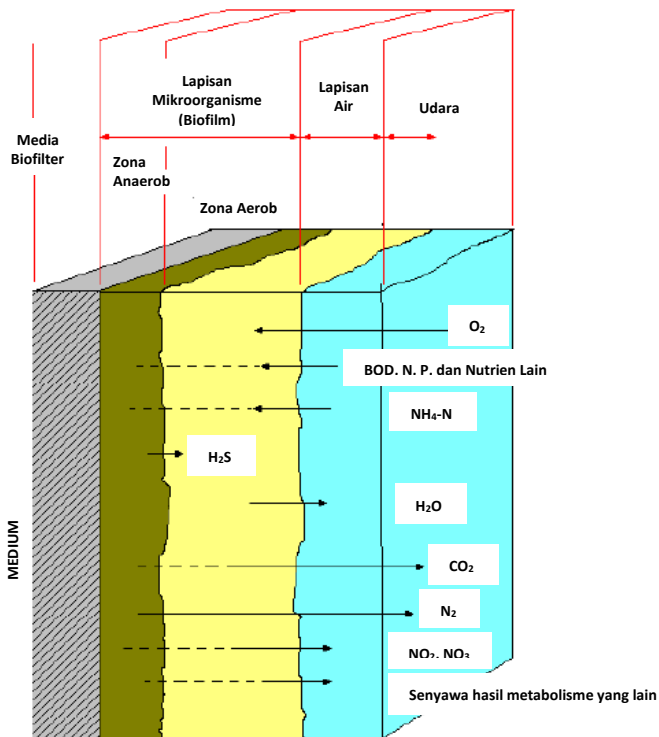 Lapisan
Mikroorganisme
(Biofilm)
Lapisan
Air
Udara
Media
Biofilter
Zona
Anaerob
Zona Aerob
O₂
BOD. N. P. dan Nutrien Lain
NH₄-N
H₂S
H₂O
MEDIUM
CO₂
N₂
NO₂, NO₃
Senyawa hasil metabolisme yang lain